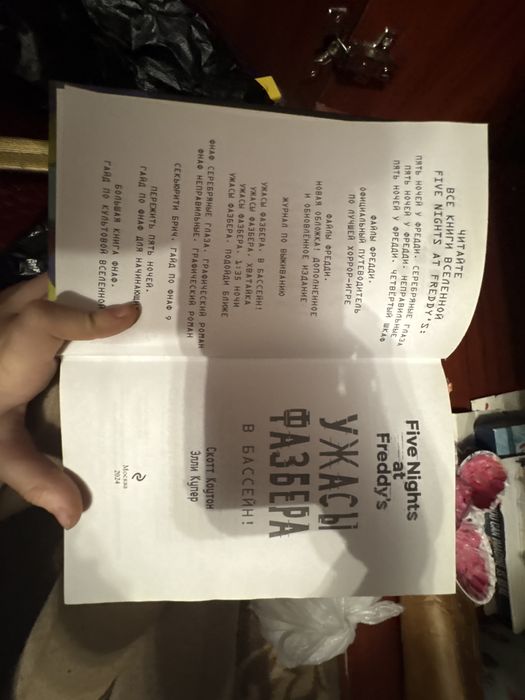 ЧИТАЙТЕ
ВСЕ КНИГИ ВСЕЛЕННОЙ
FIVE NIGHTS AT FREDDY'S:
ПЯТЬ НОЧЕЙ У ФРЕДДИ. СЕРЕБРЯНЫЕ ГЛАЗА
ПЯТЬ НОЧЕЙ У ФРЕДДИ. НЕПРАВИЛЬНЫЕ
ПЯТЬ НОЧЕЙ У ФРЕДДИ. ЧЕТВЕРТЫЙ ШКАФ
ФАЙЛЫ ФРЕДДИ.
ОФИЦИАЛЬНЫЙ ПУТЕВОДИТЕЛЬ
ПО ЛУЧШЕЙ ХОРРОР-ИГРЕ
ФАЙЛЫ ФРЕДДИ.
НОВАЯ ОБЛОЖКА! ДОПОЛНЕННОЕ
И ОБНОВЛЕННОЕ ИЗДАНИЕ
ЖУРНАЛ ПО ВЫЖИВАНИЮ
УЖАСЫ ФАЗБЕРА. В БАССЕЙН!
УЖАСЫ ФАЗБЕРА. ХВАТАЙКА
УЖАСЫ ФАЗБЕРА. 1:35 НОЧИ
УЖАСЫ ФАЗБЕРА. ПОДОЙДИ БЛИЖЕ
ФНАФ СЕРЕБРЯНЫЕ ГЛАЗА. ГРАФИЧЕСКИЙ РОМАН
ФНАФ НЕПРАВИЛЬНЫЕ. ГРАФИЧЕСКИЙ РОМАН
СЕКЬЮРИТИ БРИЧ. ГАЙД ПО ФНАФ 9
ПЕРЕЖИТЬ ПЯТЬ НОЧЕЙ.
ГАЙД ПО ФНАФ ДЛЯ НАЧИНАЮЩ
БОЛЬШАЯ КНИГА ФНАФ.
ГАЙД ПО КУЛЬТОВОЙ ВСЕЛЕННОЙ
Five Nights
at
Freddy's
УЖАСЫ
ФАЗБЕРА
В БАССЕЙН!
Скотт Коутон
Элли Купер
Москва
2024